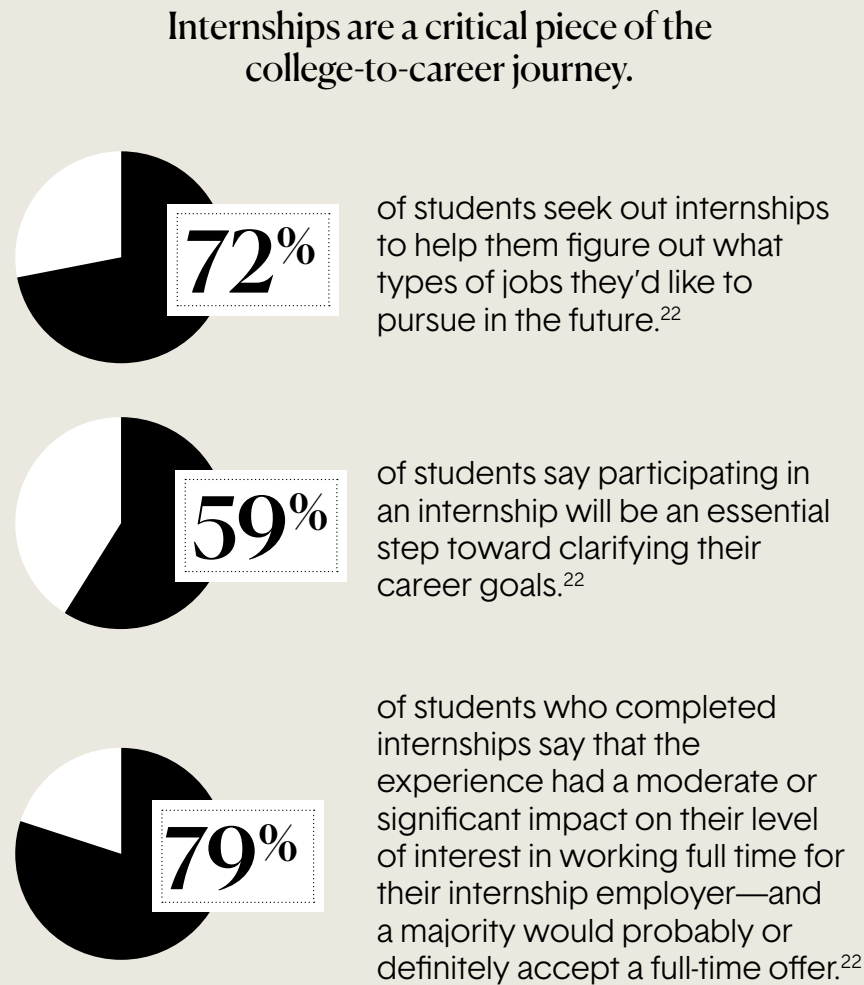 Internships are a critical piece of the
college-to-career journey.
72%
of students seek out internships
to help them figure out what
types of jobs they’d like to
pursue in the future.22
59%
of students say participating in
an internship will be an essential
step toward clarifying their
career goals.22
79%
of students who completed
internships say that the
experience had a moderate or
significant impact on their level
of interest in working full time for
their internship employer—and
a majority would probably or
definitely accept a full-time offer.22